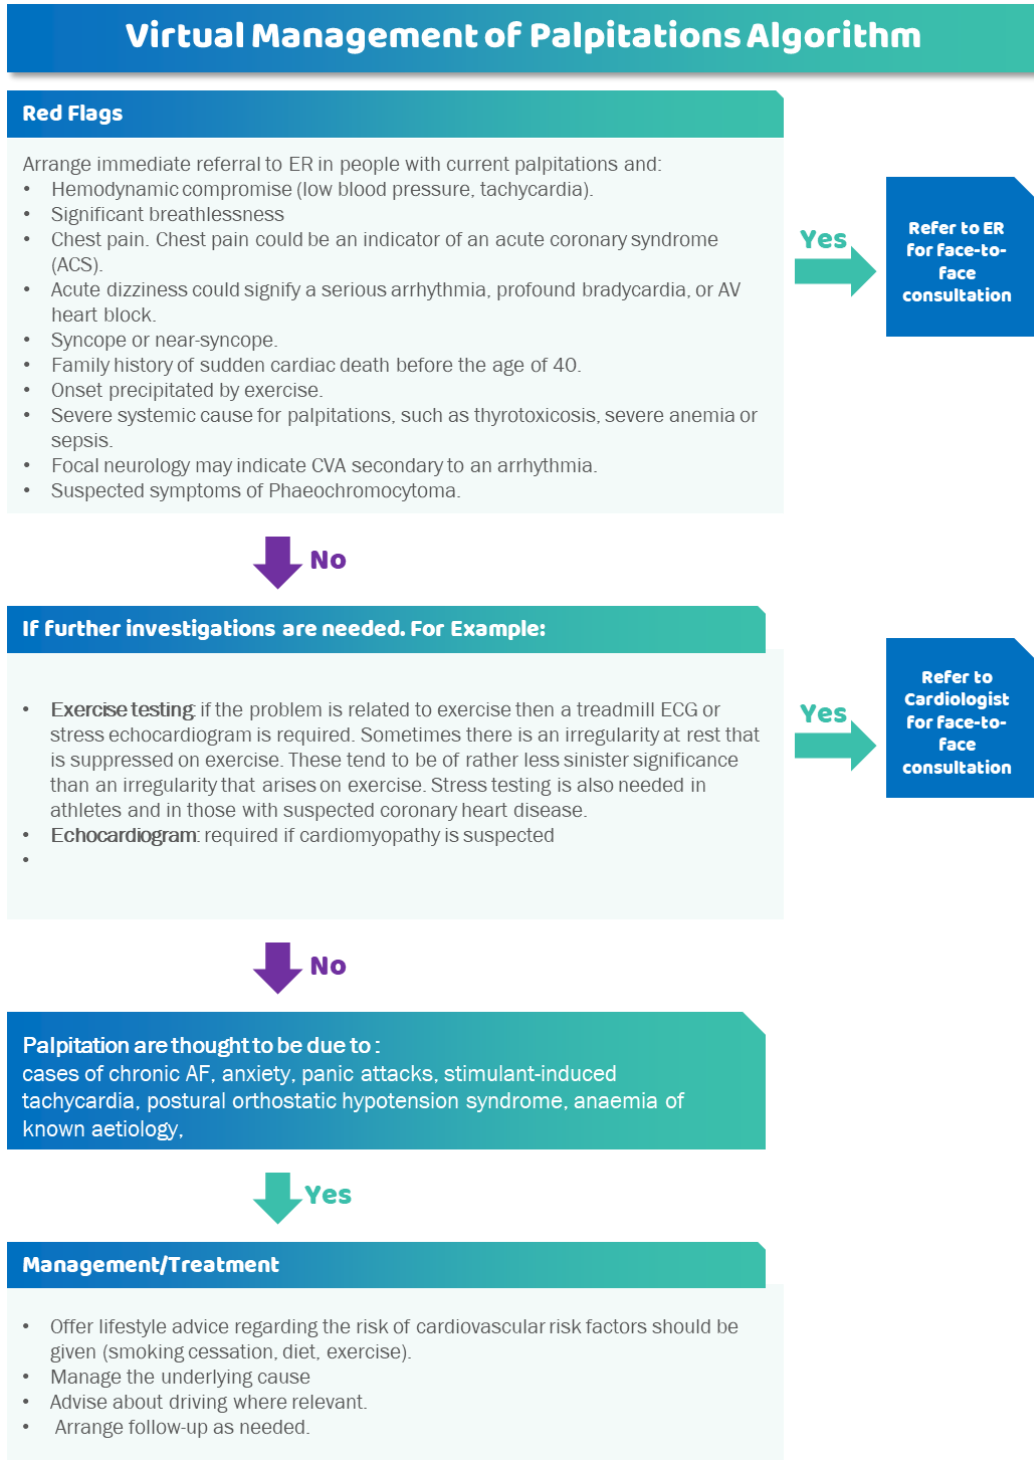 Virtual Management of Palpitations Algorithm
Red Flags
Arrange immediate referral to ER in people with current palpitations and:
• Hemodynamic compromise (low blood pressure, tachycardia).
• Significant breathlessness
• Chest pain. Chest pain could be an indicator of an acute coronary syndrome
(ACS).
• Acute dizziness could signify a serious arrhythmia, profound bradycardia, or AV
heart block.
• Syncope or near-syncope.
• Family history of sudden cardiac death before the age of 40.
• Onset precipitated by exercise.
• Severe systemic cause for palpitations, such as thyrotoxicosis, severe anemia or
sepsis.
• Focal neurology may indicate CVA secondary to an arrhythmia.
• Suspected symptoms of Phaeochromocytoma.
Yes
Refer to ER
for face-to-
face
consultation
No
If further investigations are needed. For Example:
• Exercise testing: if the problem is related to exercise then a treadmill ECG or
stress echocardiogram is required. Sometimes there is an irregularity at rest that
is suppressed on exercise. These tend to be of rather less sinister significance
than an irregularity that arises on exercise. Stress testing is also needed in
athletes and in those with suspected coronary heart disease.
• Echocardiogram: required if cardiomyopathy is suspected
•
Yes
Refer to
Cardiologist
for face-to-
face
consultation
No
Palpitation are thought to be due to :
cases of chronic AF, anxiety, panic attacks, stimulant-induced
tachycardia, postural orthostatic hypotension syndrome, anaemia of
known aetiology,
Yes
Management/Treatment
• Offer lifestyle advice regarding the risk of cardiovascular risk factors should be
given (smoking cessation, diet, exercise).
• Manage the underlying cause
• Advise about driving where relevant.
• Arrange follow-up as needed.